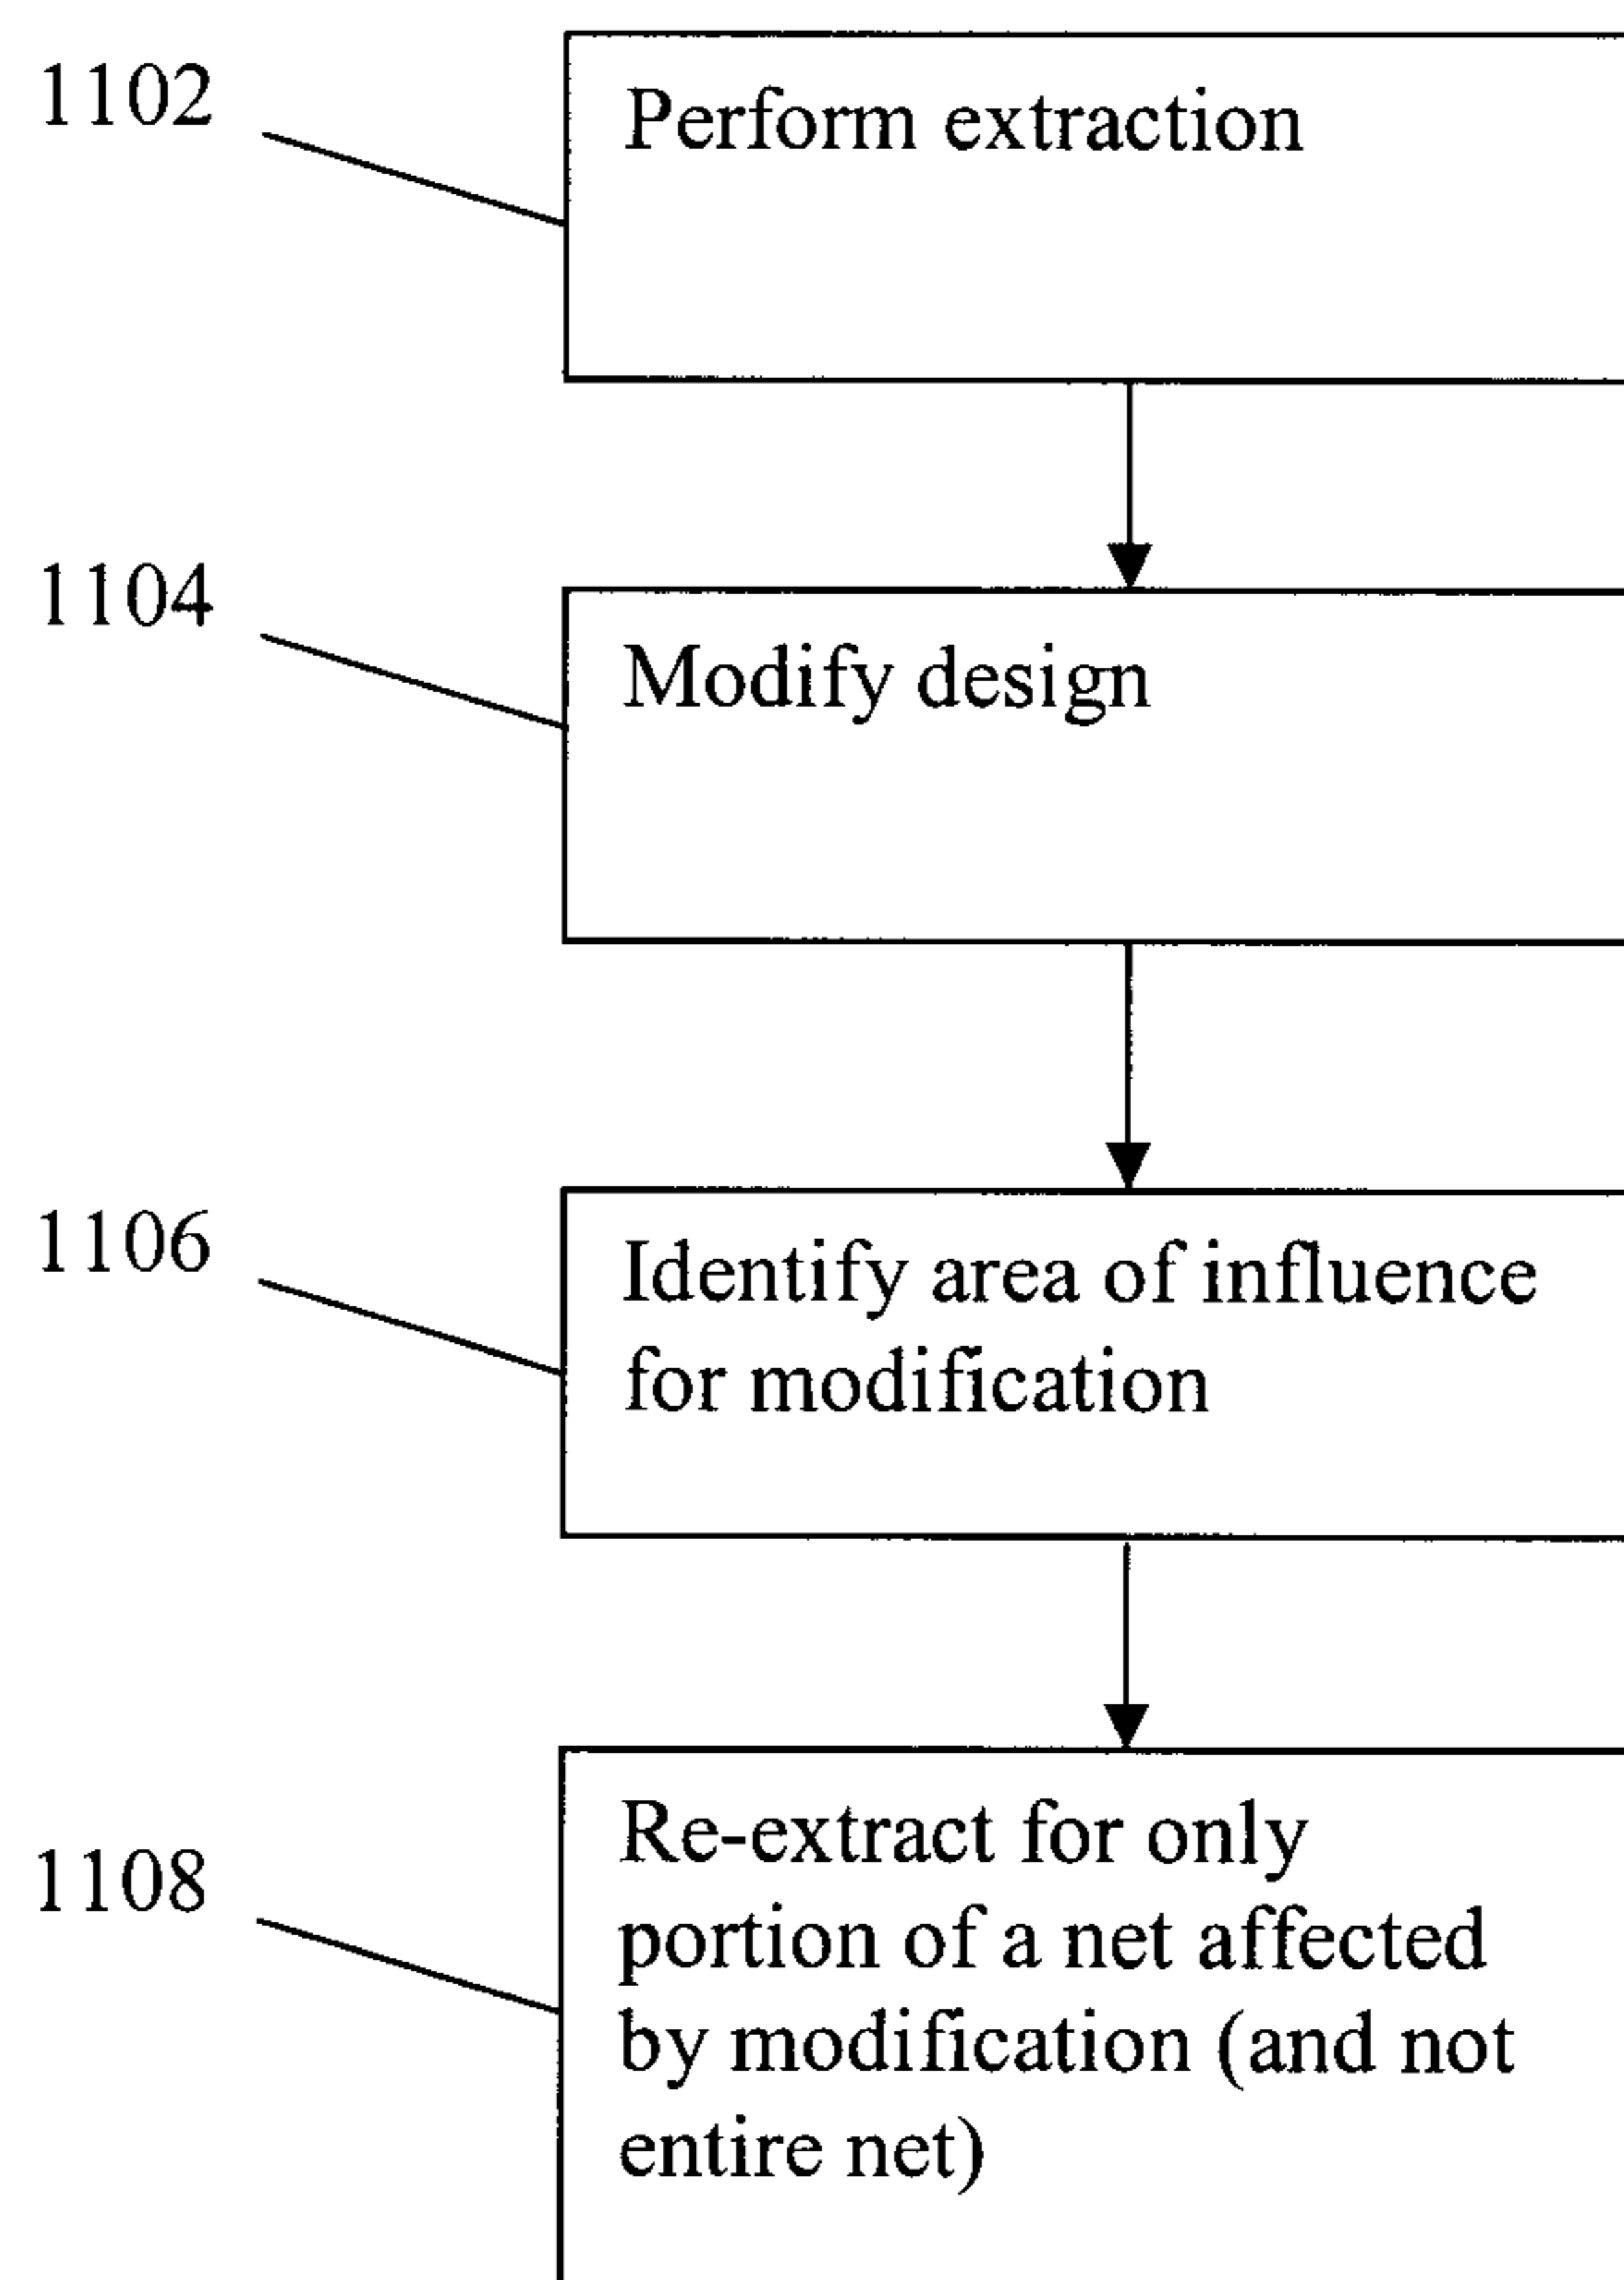 1102
Perform extraction
1104
Modify design
1106
Identify area of influence
for modification
1108
Re-extract for only
portion of a net affected
by modification (and not
entire net)